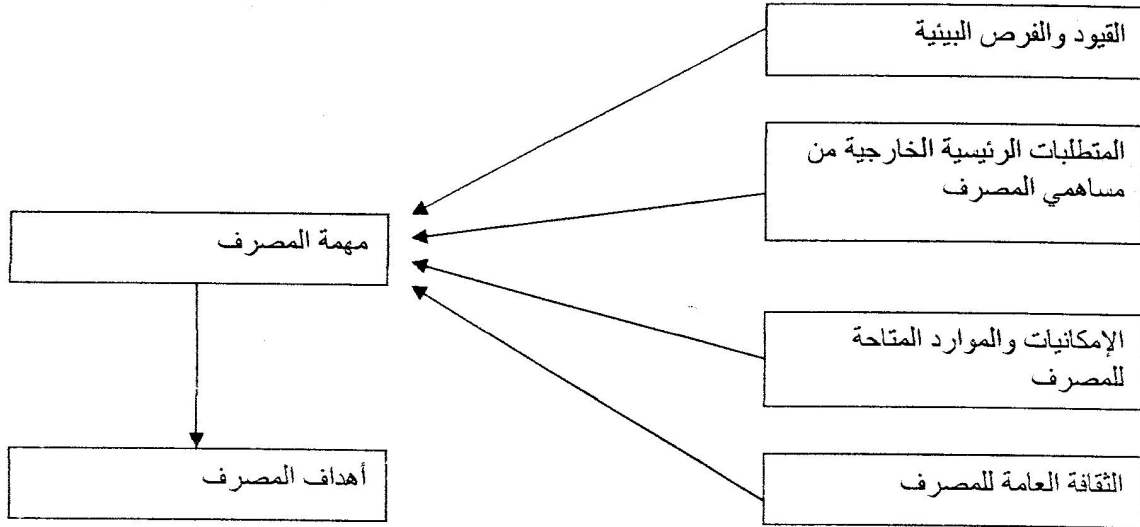 القيود والفرص البيئية
المتطلبات الرئيسية الخارجية من
مساهمي المصرف
مهمة المصرف
الإمكانيات والموارد المتاحة
للمصرف
الثقافة العامة للمصرف
أهداف المصرف